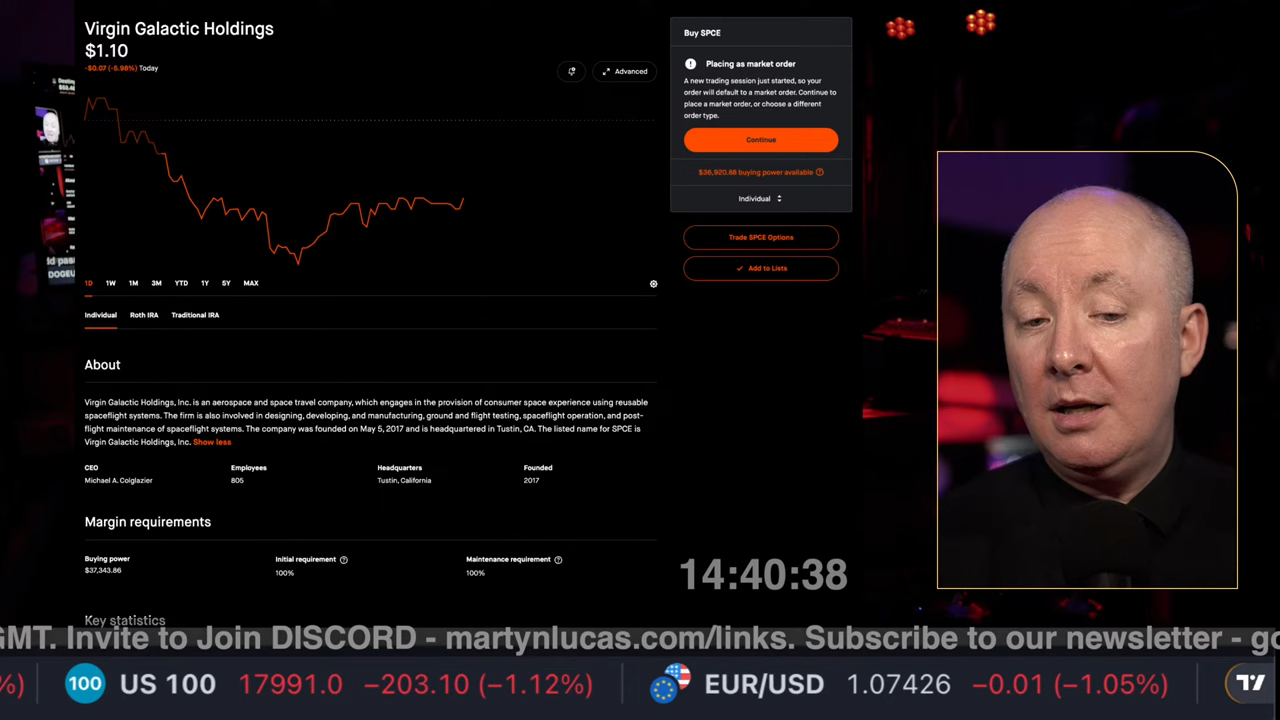 Virgin Galactic Holdings
$1.10
-$0.07 (-5.98%) Today
Advanced
1D 1W 1M 3M YTD 1Y 5Y MAX
Individual Roth IRA Traditional IRA
About
Virgin Galactic Holdings, Inc. is an aerospace and space travel company, which engages in the provision of consumer space experience using reusable
spaceflight systems. The firm is also involved in designing, developing, and manufacturing, ground and flight testing, spaceflight operation, and post-
flight maintenance of spaceflight systems. The company was founded on May 5, 2017 and is headquartered in Tustin, CA. The listed name for SPCE is
Virgin Galactic Holdings, Inc. Show less
CEO Employees Headquarters Founded
Michael A. Colglazier 805 Tustin, California 2017
Margin requirements
Buying power Initial requirement Maintenance requirement
$37,343.86 100% 100%
Key statistics
Buy SPCE
Placing as market order
A new trading session just started, so your
order will default to a market order. Continue to
place a market order, or choose a different
order type.
Continue
$36,920.88 buying power available
Individual
Trade SPCE Options
Add to Lists
14:40:38
GMT. Invite to Join DISCORD - martynlucas.com/links. Subscribe to our newsletter - go
%) 100 US 100 17991.0 −203.10 (−1.12%) EUR/USD 1.07426 −0.01 (−1.05%)